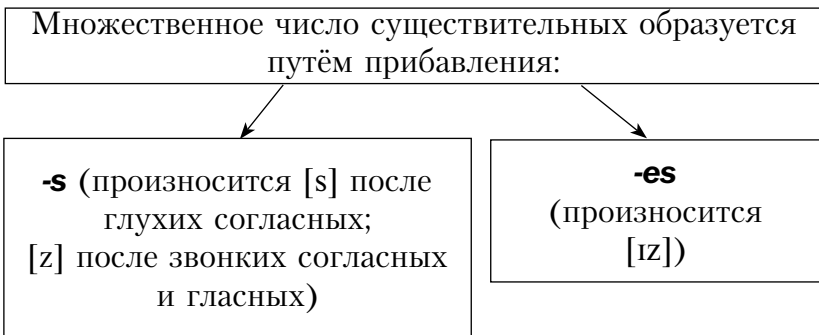 Множественное число существительных образуется
путём прибавления:
-s (произносится [s] после
глухих согласных;
[z] после звонких согласных
и гласных)
-es
(произносится
[ɪz])